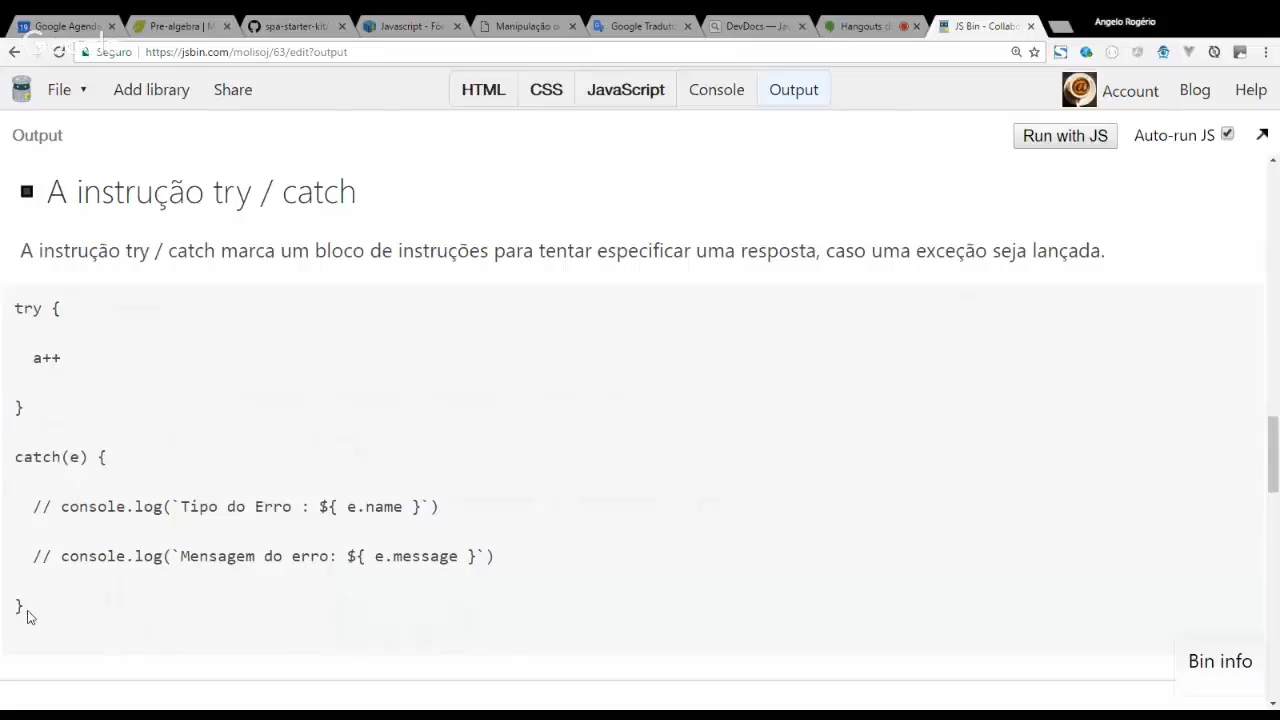 Angelo Rogério
Google Agenda
Pre-algebra | M
spa-starter-kit/
Javascript - Fó
Manipulação o
Google Traduto
DevDocs — Jav
Hangouts d
JS Bin - Collabo
Seguro
https://jsbin.com/molisoj/63/edit?output
File
Add library
Share
HTML
CSS
JavaScript
Console
Output
Account
Blog
Help
Output
Run with JS
Auto-run JS
A instrução try / catch
A instrução try / catch marca um bloco de instruções para tentar especificar uma resposta, caso uma exceção seja lançada.
try {
a++
}
catch(e) {
// console.log(`Tipo do Erro : ${ e.name }`)
// console.log(`Mensagem do erro: ${ e.message }`)
}
Bin info